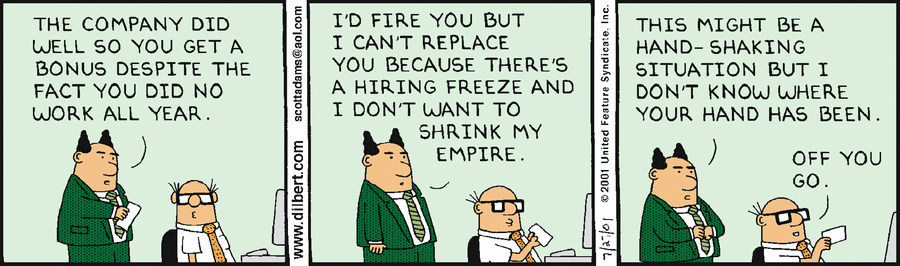 THE COMPANY DID
WELL SO YOU GET A
BONUS DESPITE THE
FACT YOU DID NO
WORK ALL YEAR.
www.dilbert.com scottadams@aol.com
I'D FIRE YOU BUT
I CAN'T REPLACE
YOU BECAUSE THERE'S
A HIRING FREEZE AND
I DON'T WANT TO
SHRINK MY
EMPIRE.
7/27/01 © 2001 United Feature Syndicate, Inc.
THIS MIGHT BE A
HAND-SHAKING
SITUATION BUT I
DON'T KNOW WHERE
YOUR HAND HAS BEEN.
OFF YOU
GO.